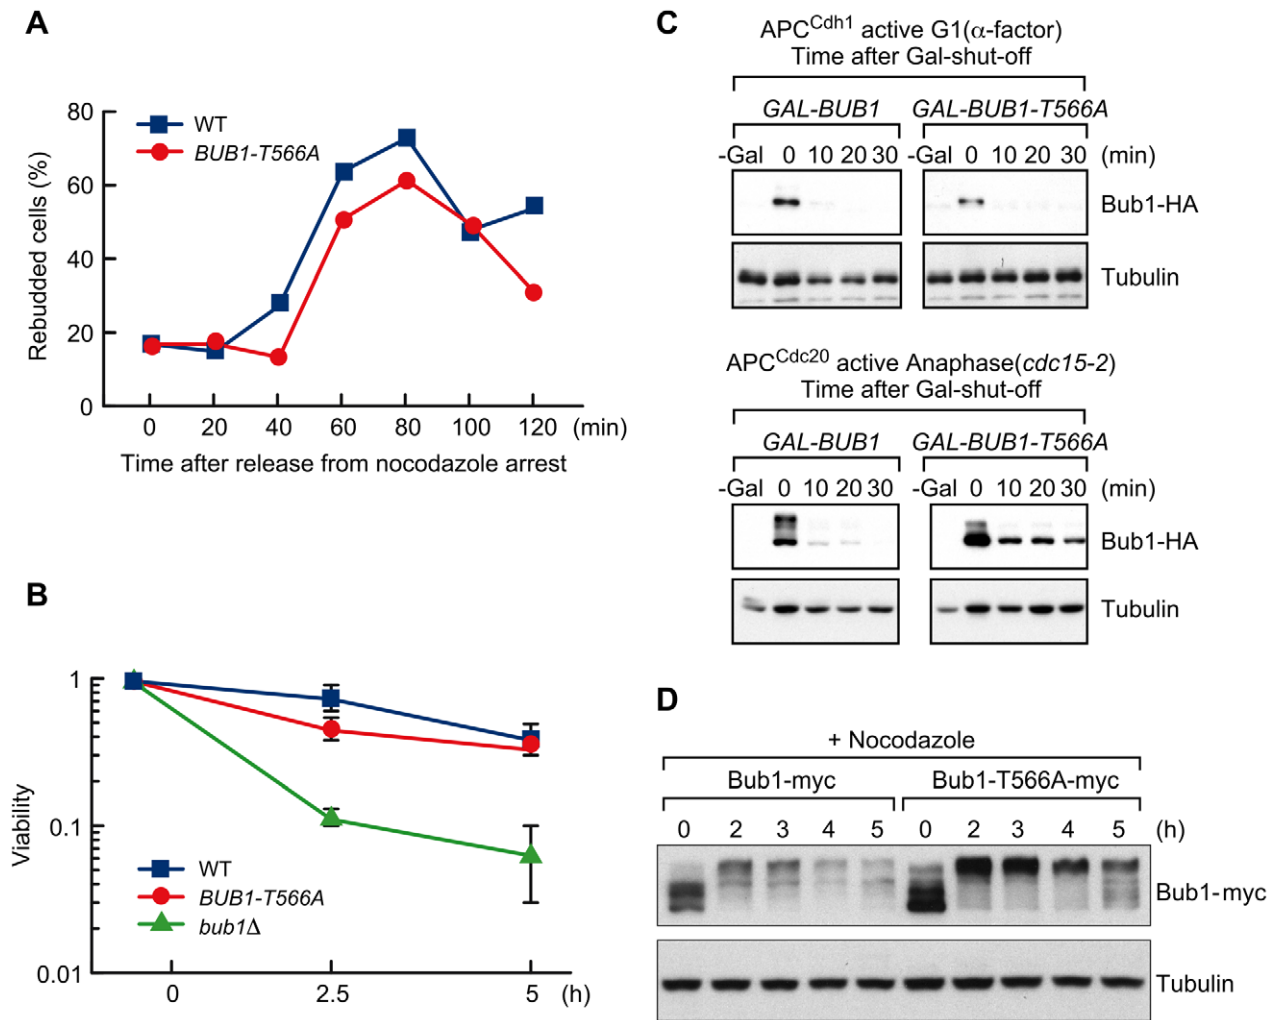 A
80
60
40
20
0
Rebudded cells (%)
WT
BUB1-T566A
0 20 40 60 80 100 120 (min)
Time after release from nocodazole arrest
B
1
0.1
0.01
Viability
WT
BUB1-T566A
bub1Δ
0 2.5 5 (h)
C
APCCdh1 active G1(α-factor)
Time after Gal-shut-off
GAL-BUB1 GAL-BUB1-T566A
-Gal 0 10 20 30 -Gal 0 10 20 30 (min)
Bub1-HA
Tubulin
APCCdc20 active Anaphase(cdc15-2)
Time after Gal-shut-off
GAL-BUB1 GAL-BUB1-T566A
-Gal 0 10 20 30 -Gal 0 10 20 30 (min)
Bub1-HA
Tubulin
D
+ Nocodazole
Bub1-myc Bub1-T566A-myc
0 2 3 4 5 0 2 3 4 5 (h)
Bub1-myc
Tubulin